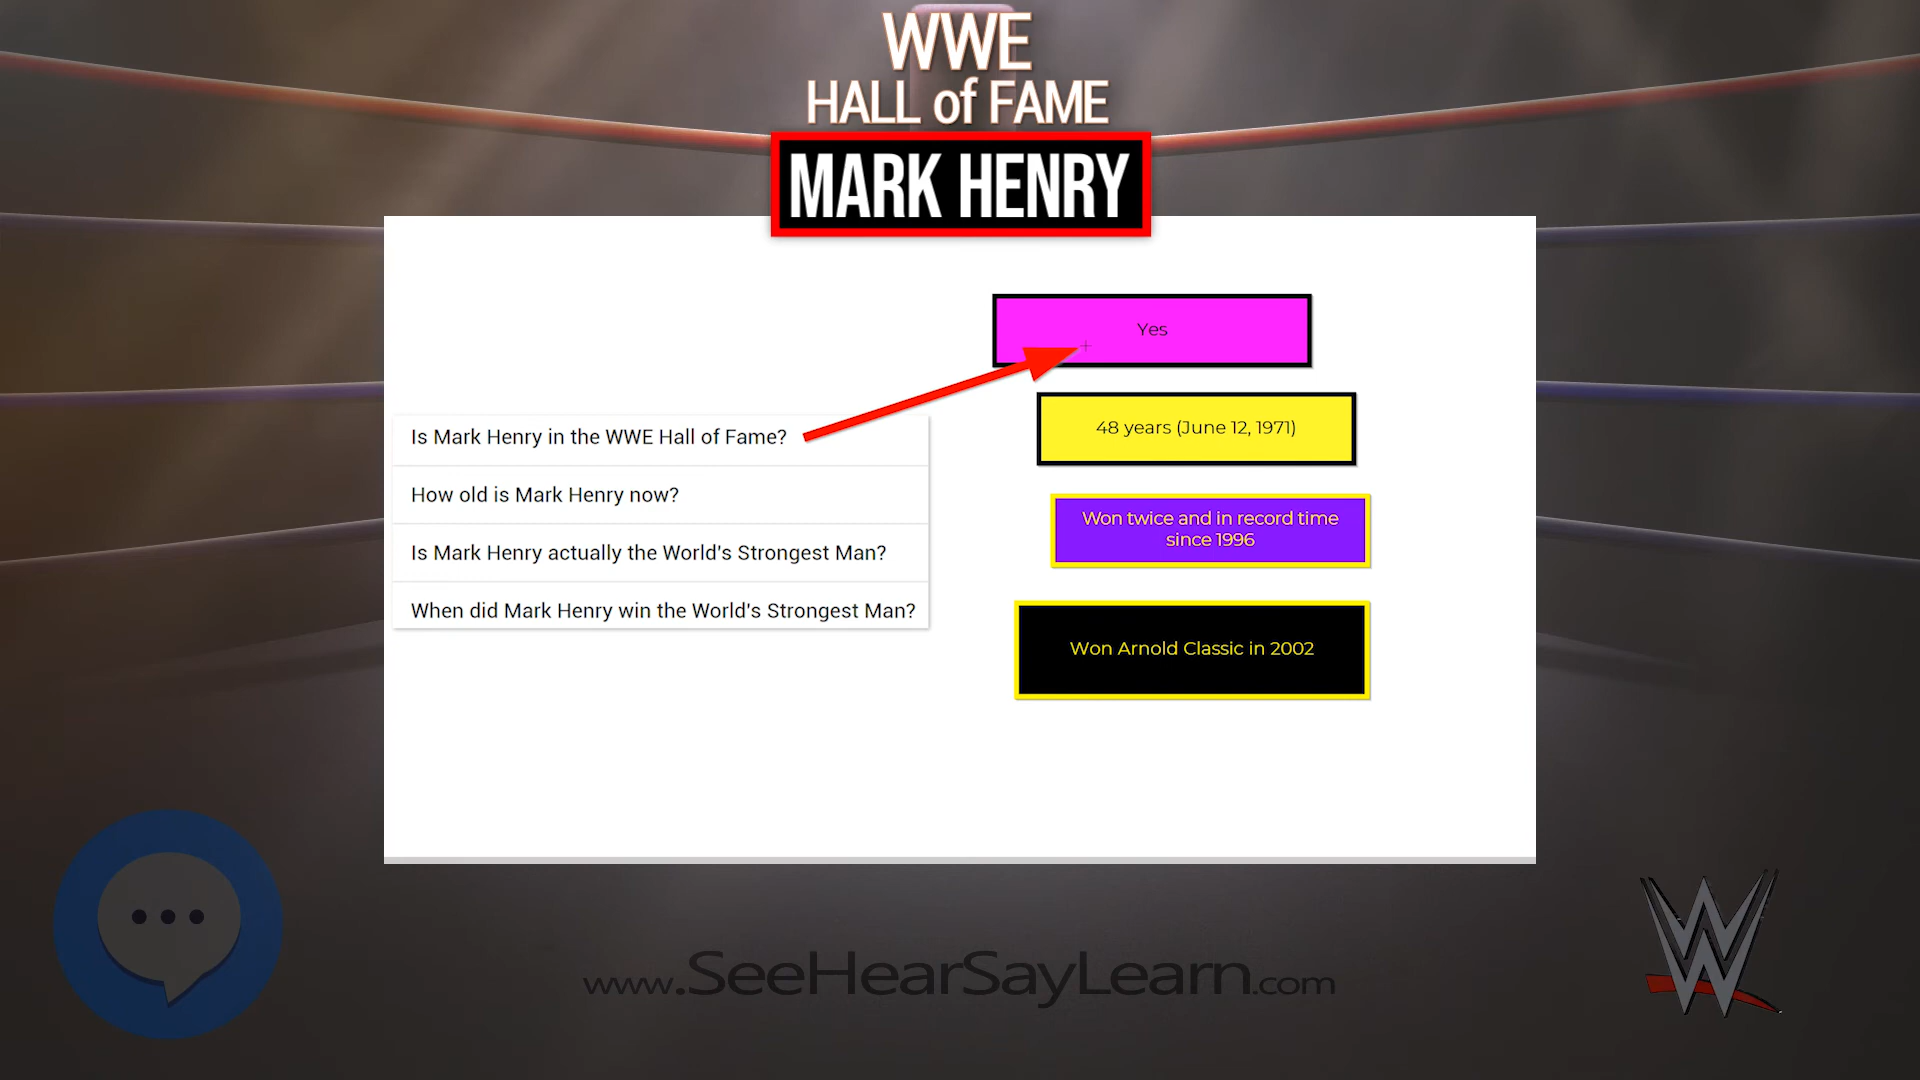 WWE
HALL of FAME
MARK HENRY
Yes
48 years (June 12, 1971)
Is Mark Henry in the WWE Hall of Fame?
How old is Mark Henry now?
Won twice and in record time
since 1996
Is Mark Henry actually the World's Strongest Man?
When did Mark Henry win the World's Strongest Man?
Won Arnold Classic in 2002
www.SeeHearSayLearn.com